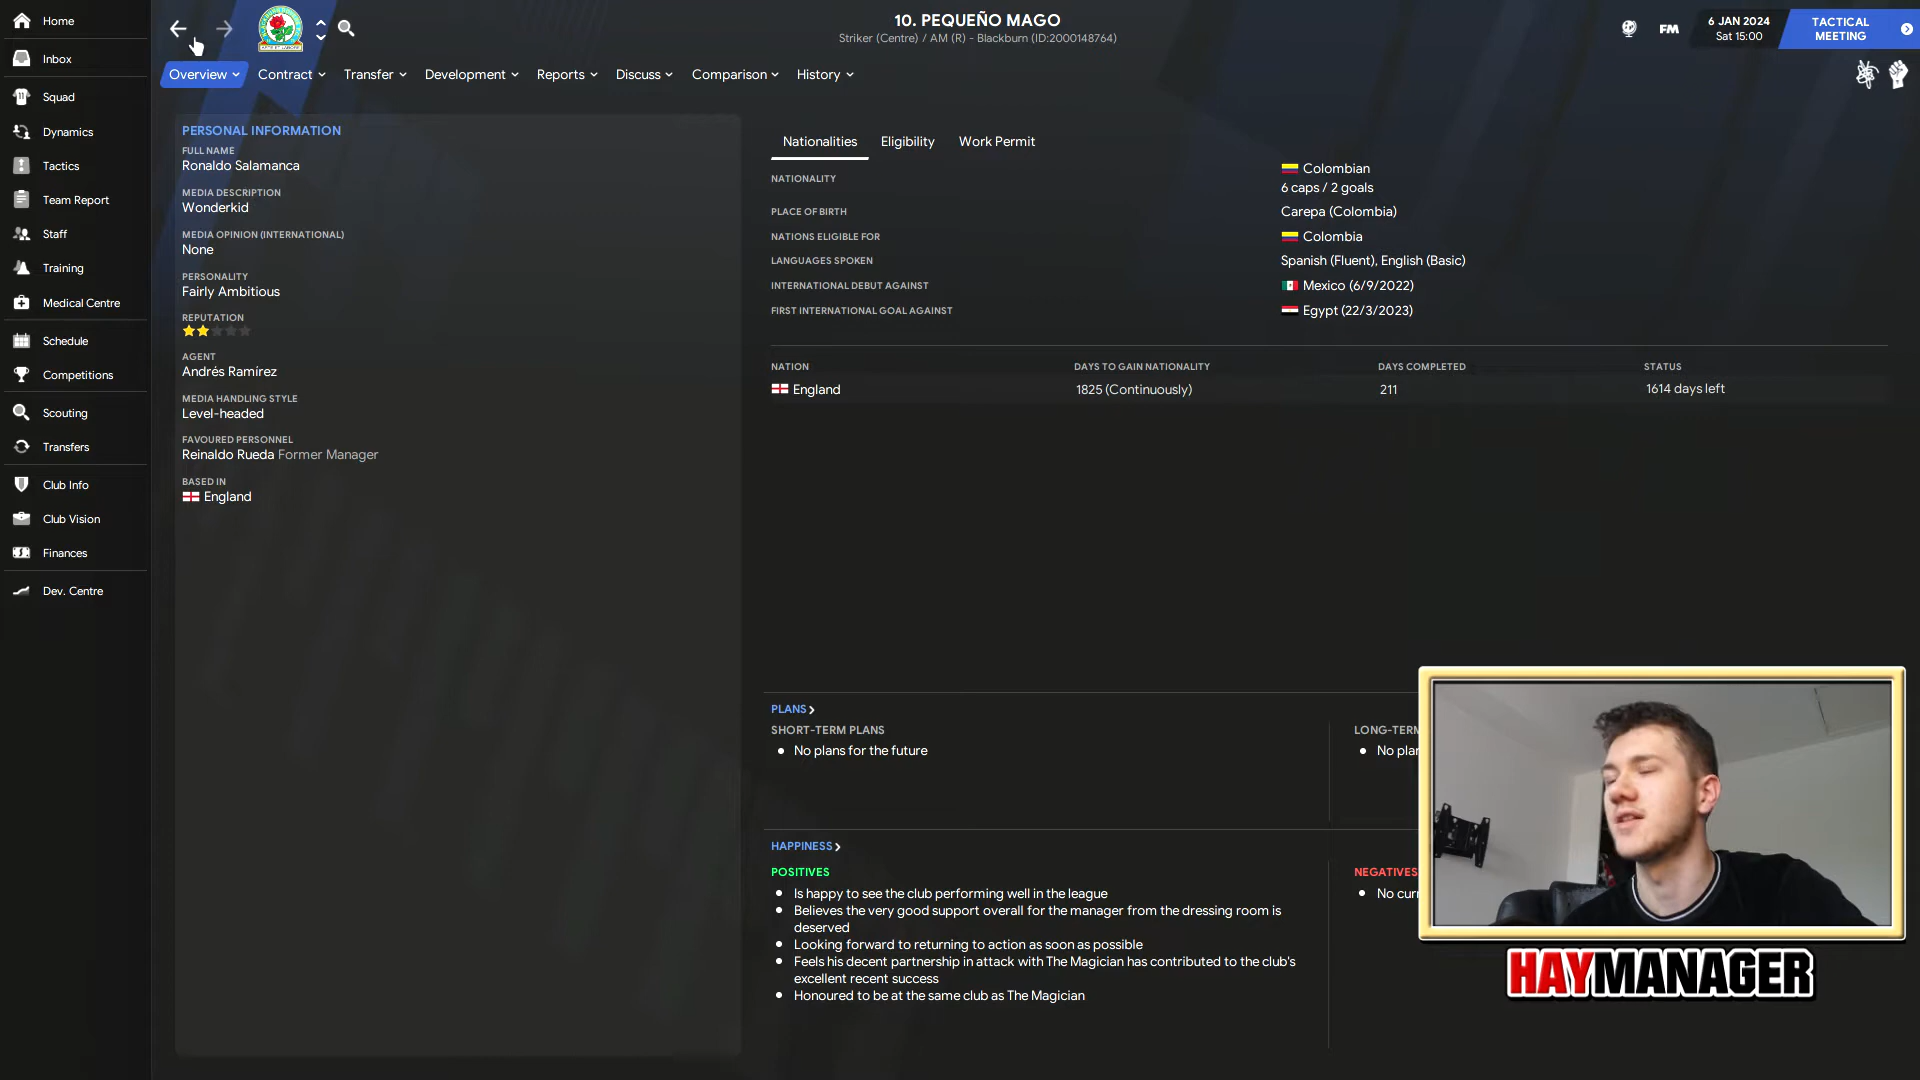 Home
Inbox
Squad
Dynamics
Tactics
Team Report
Staff
Training
Medical Centre
Schedule
Competitions
Scouting
Transfers
Club Info
Club Vision
Finances
Dev. Centre
10. PEQUEÑO MAGO
Striker (Centre) / AM (R) - Blackburn (ID:2000148764)
FM
6 JAN 2024
Sat 15:00
TACTICAL
MEETING
Overview
Contract
Transfer
Development
Reports
Discuss
Comparison
History
PERSONAL INFORMATION
FULL NAME
Ronaldo Salamanca
MEDIA DESCRIPTION
Wonderkid
MEDIA OPINION (INTERNATIONAL)
None
PERSONALITY
Fairly Ambitious
REPUTATION
AGENT
Andrés Ramírez
MEDIA HANDLING STYLE
Level-headed
FAVOURED PERSONNEL
Reinaldo Rueda Former Manager
BASED IN
England
Nationalities
Eligibility
Work Permit
NATIONALITY
Colombian
6 caps / 2 goals
PLACE OF BIRTH
Carepa (Colombia)
NATIONS ELIGIBLE FOR
Colombia
LANGUAGES SPOKEN
Spanish (Fluent), English (Basic)
INTERNATIONAL DEBUT AGAINST
Mexico (6/9/2022)
FIRST INTERNATIONAL GOAL AGAINST
Egypt (22/3/2023)
NATION DAYS TO GAIN NATIONALITY DAYS COMPLETED STATUS
England 1825 (Continuously) 211 1614 days left
PLANS
SHORT-TERM PLANS
No plans for the future
LONG-TERM
No plan
HAPPINESS
POSITIVES
Is happy to see the club performing well in the league
Believes the very good support overall for the manager from the dressing room is
deserved
Looking forward to returning to action as soon as possible
Feels his decent partnership in attack with The Magician has contributed to the club's
excellent recent success
Honoured to be at the same club as The Magician
NEGATIVES
No curr
HAYMANAGER